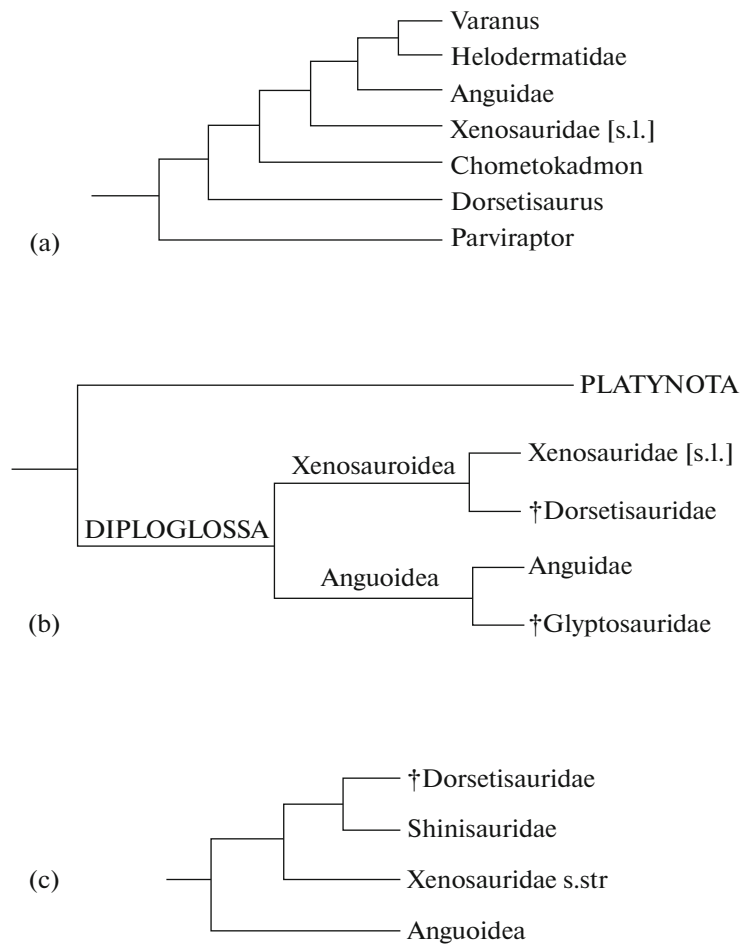 Varanus
Helodermatidae
Anguidae
Xenosauridae [s.l.]
Chometokadmon
Dorsetisaurus
(a)
Parviraptor
PLATYNOTA
Xenosauridae [s.l.]
Xenosauroidea
†Dorsetisauridae
DIPLOGLOSSA
Anguidae
Anguoidea
(b)
†Glyptosauridae
†Dorsetisauridae
Shinisauridae
(c)
Xenosauridae s.str
Anguoidea